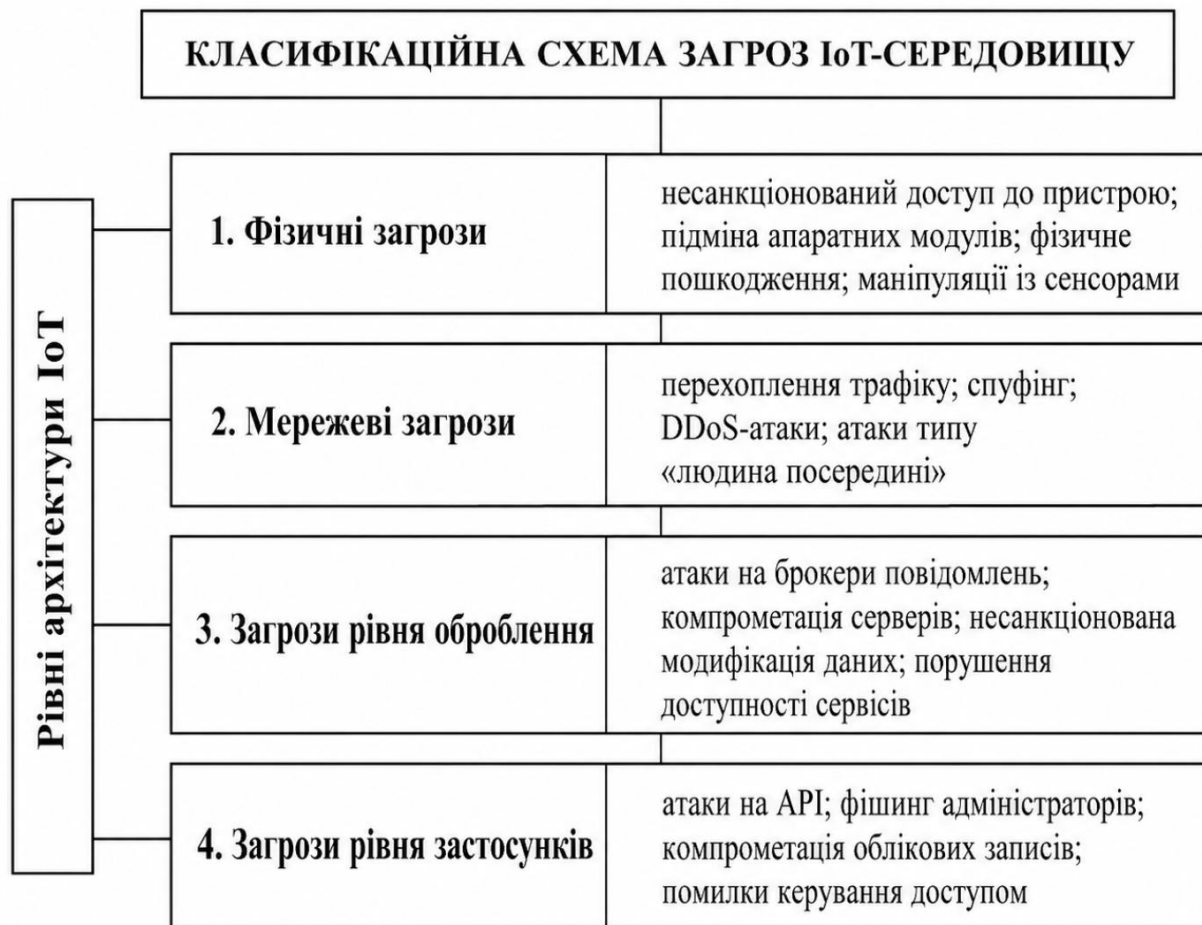 КЛАСИФІКАЦІЙНА СХЕМА ЗАГРОЗ ІоТ-СЕРЕДОВИЩУ
Рівні архітектури ІоТ
1. Фізичні загрози
несанкціонований доступ до пристрою;
підміна апаратних модулів; фізичне
пошкодження; маніпуляції із сенсорами
2. Мережеві загрози
перехоплення трафіку; спуфінг;
DDoS-атаки; атаки типу
«людина посередині»
3. Загрози рівня оброблення
атаки на брокери повідомлень;
компрометація серверів; несанкціонована
модифікація даних; порушення
доступності сервісів
4. Загрози рівня застосунків
атаки на API; фішинг адміністраторів;
компрометація облікових записів;
помилки керування доступом